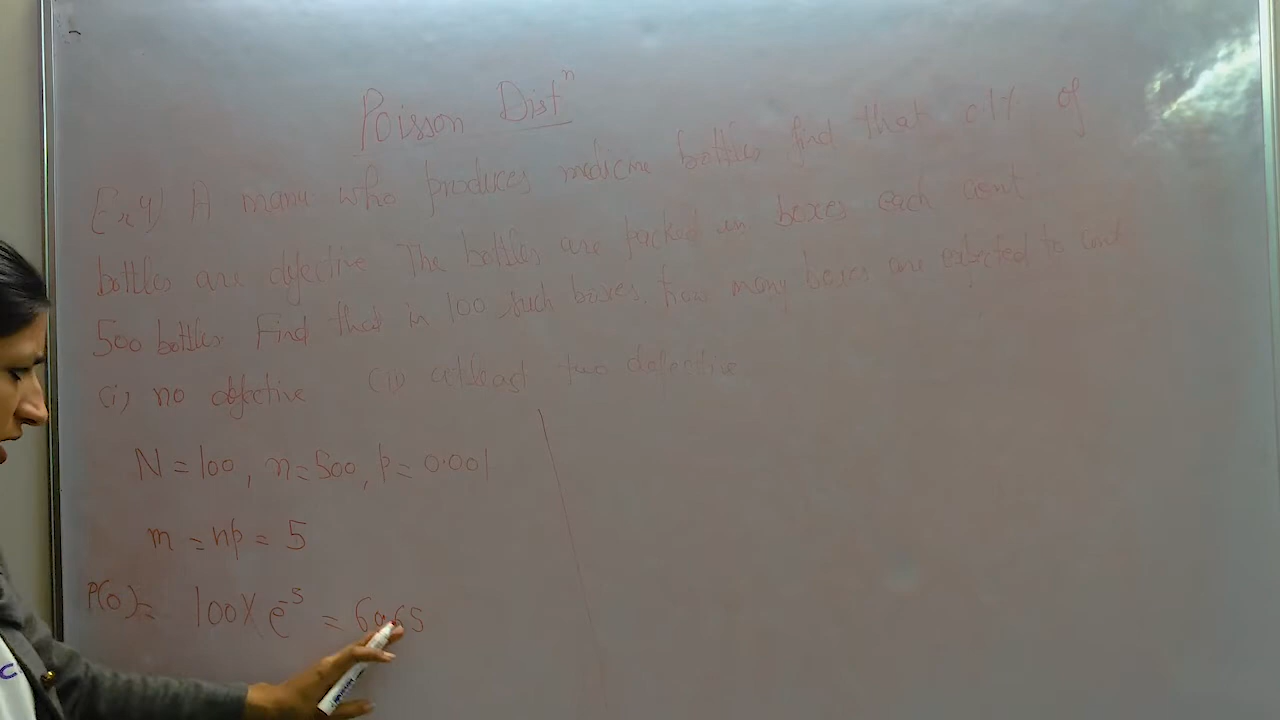 Poisson Distⁿ
(Ex 4) A manu who produces medicine bottles find that 0.1% of
bottles are defective The bottles are packed in boxes each cont
500 bottles. Find that in 100 such boxes, how many boxes are expected to cont
(i) no defective (ii) atleast two defective
N = 100, n = 500, p = 0.001
m = np = 5
P(0) = 100 X e⁻⁵ =
C